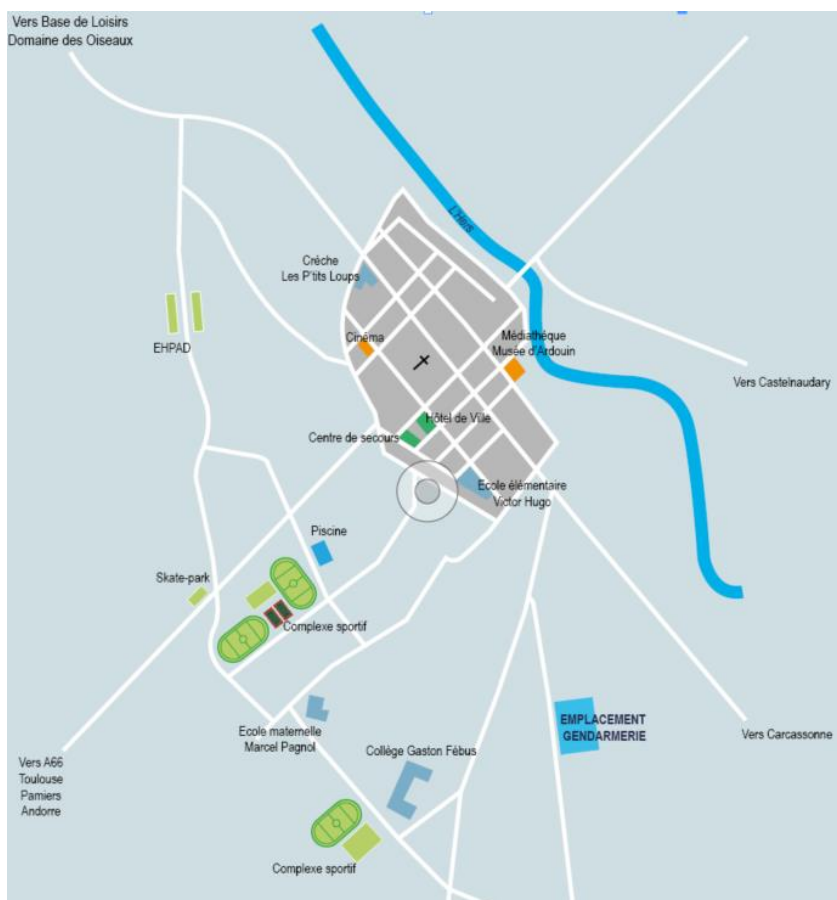 Vers Base de Loisirs
Domaine des Oiseaux
L'Hers
Crèche
Les P'tits Loups
Cinéma
Médiathéque
Musée d'Ardouin
EHPAD
Vers Castelnaudary
Hôtel de Ville
Centre de secours
Ecole élémentaire
Victor Hugo
Piscine
Skate-park
Complexe sportif
EMPLACEMENT
GENDARMERIE
Ecole maternelle
Marcel Pagnol
Collège Gaston Fébus
Vers Carcassonne
Vers A66
Toulouse
Pamiers
Andorre
Complexe sportif